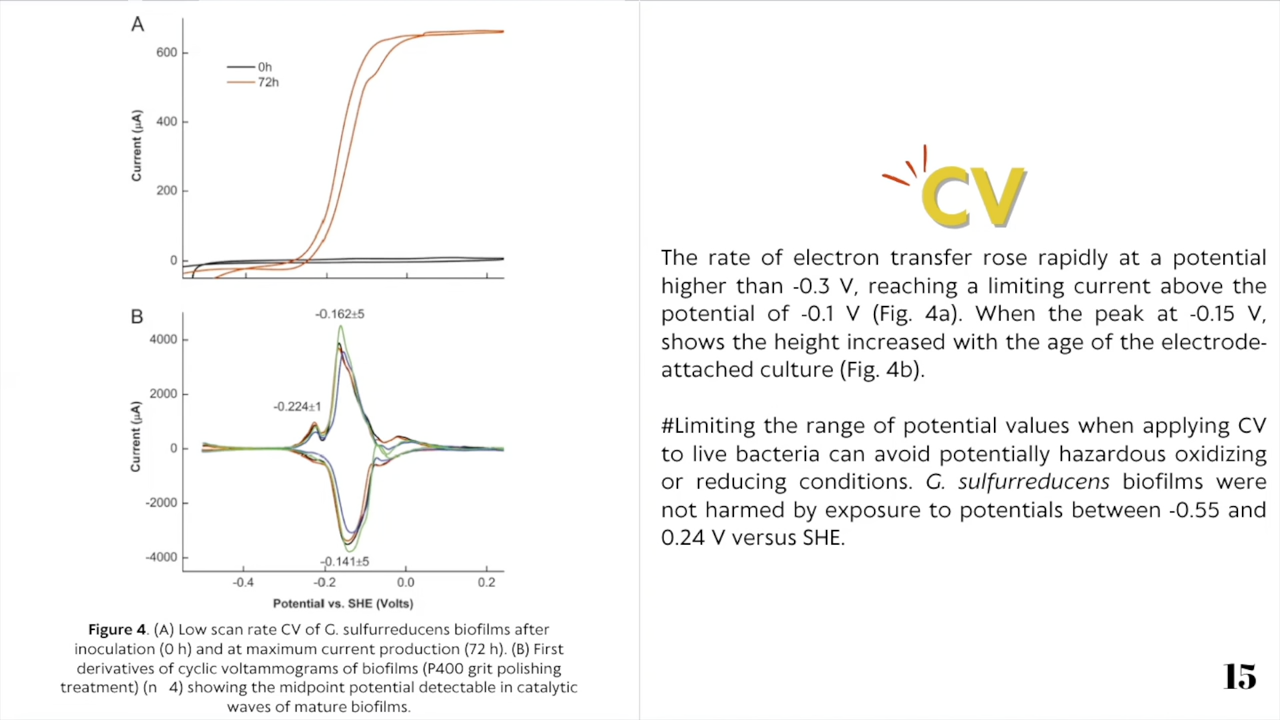 A
600
400
200
0
Current (µA)
0h
72h
B
-0.162±5
-0.224±1
4000
2000
0
-2000
-4000
Current (µA)
-0.141±5
-0.4
-0.2
0.0
0.2
Potential vs. SHE (Volts)
Figure 4. (A) Low scan rate CV of G. sulfurreducens biofilms after
inoculation (0 h) and at maximum current production (72 h). (B) First
derivatives of cyclic voltammograms of biofilms (P400 grit polishing
treatment) (n 4) showing the midpoint potential detectable in catalytic
waves of mature biofilms.
CV
The rate of electron transfer rose rapidly at a potential
higher than -0.3 V, reaching a limiting current above the
potential of -0.1 V (Fig. 4a). When the peak at -0.15 V,
shows the height increased with the age of the electrode-
attached culture (Fig. 4b).
#Limiting the range of potential values when applying CV
to live bacteria can avoid potentially hazardous oxidizing
or reducing conditions. G. sulfurreducens biofilms were
not harmed by exposure to potentials between -0.55 and
0.24 V versus SHE.
15